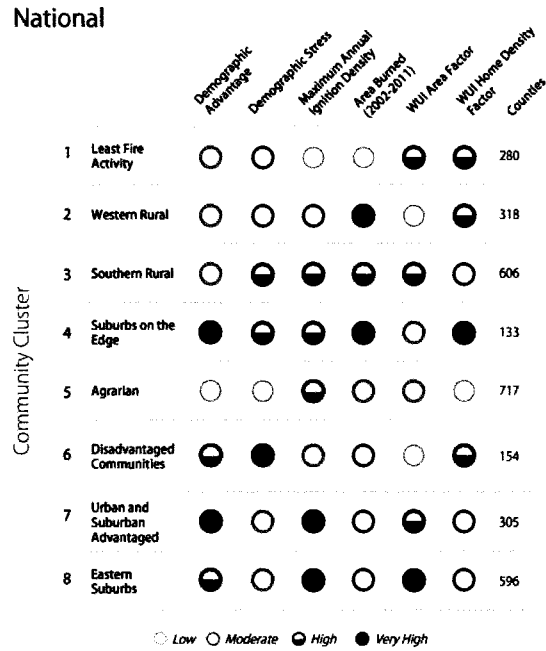 National
Demographic
Advantage
Demographic Stress
Maximum Annual
Ignition Density
Area Burned
(2002-2011)
WUI Area Factor
WUI Home Density
Factor
Counties
Community Cluster
1 Least Fire
Activity
280
2 Western Rural 318
3 Southern Rural 606
4 Suburbs on the
Edge
133
5 Agrarian 717
6 Disadvantaged
Communities
154
7 Urban and
Suburban
Advantaged
305
8 Eastern
Suburbs
596
Low Moderate High Very High